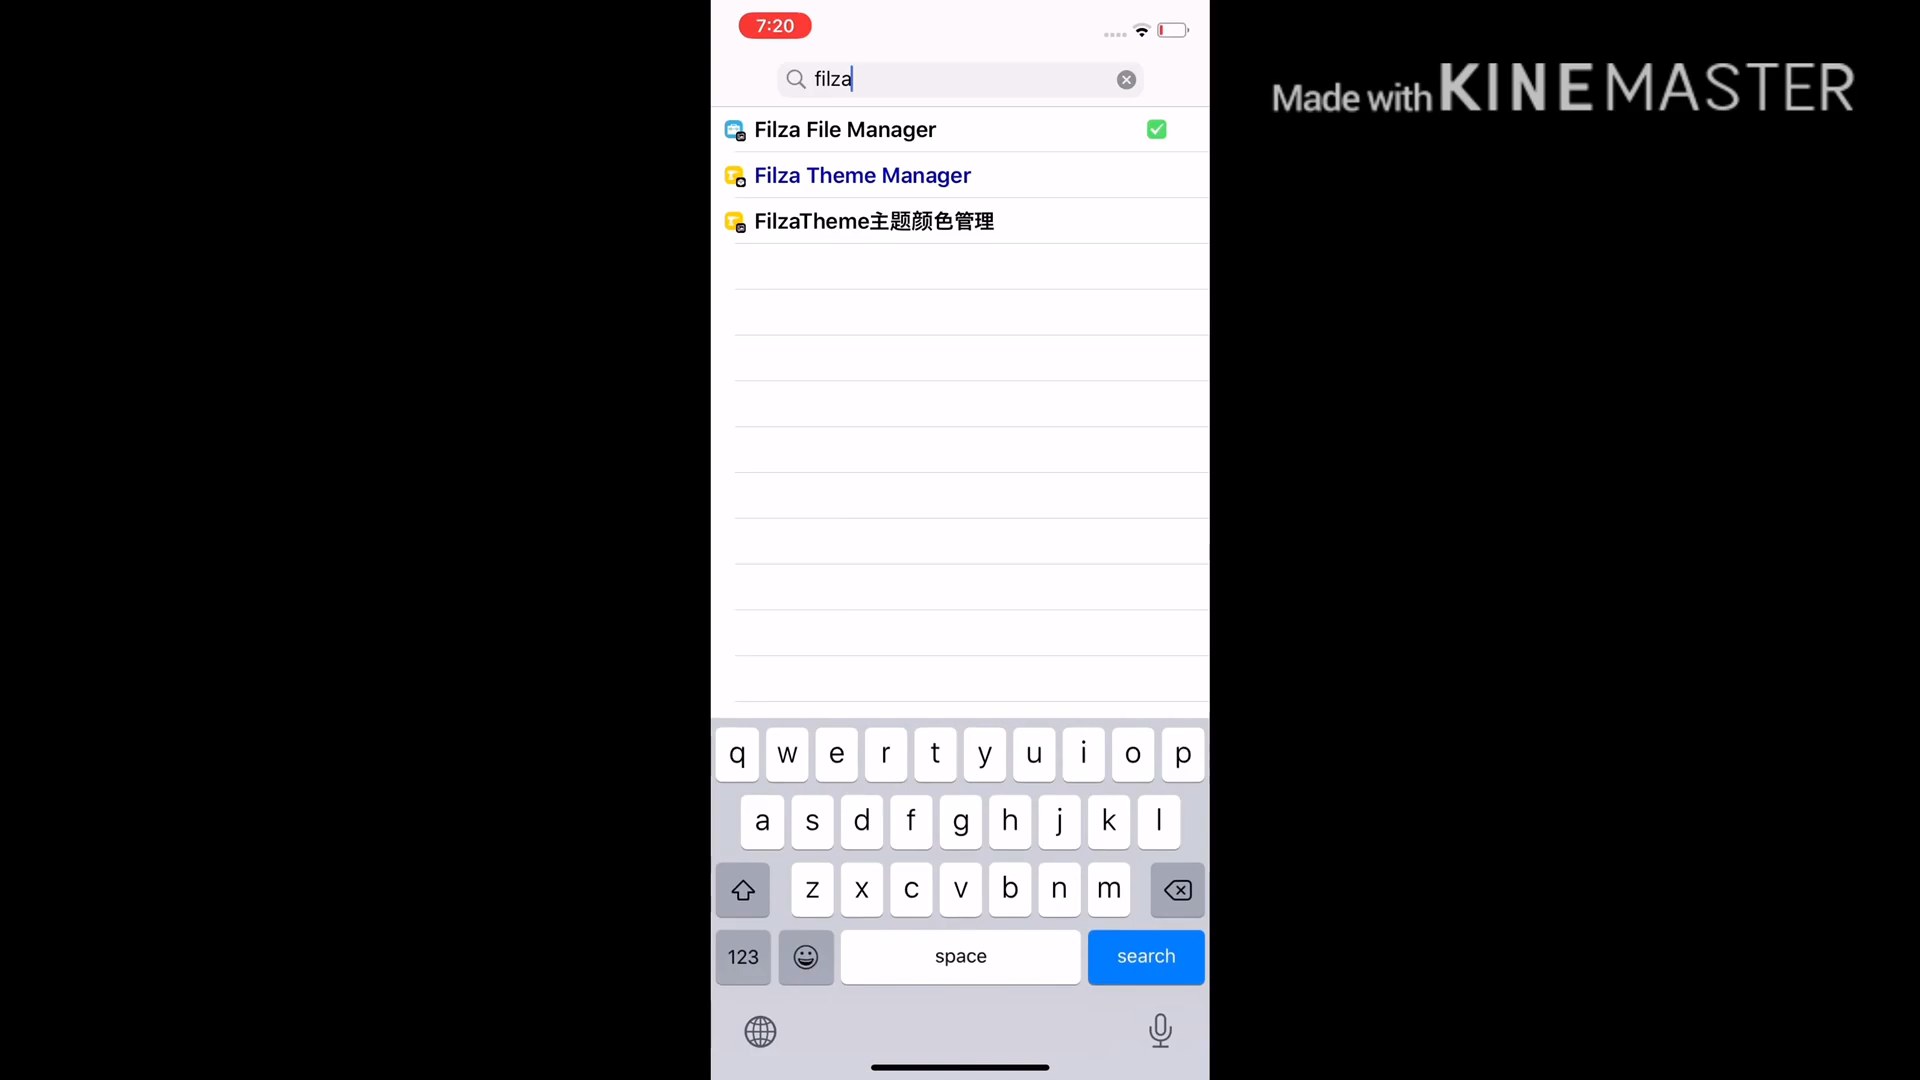 7:20
filza
Made with KINEMASTER
Filza File Manager
Filza Theme Manager
FilzaTheme主题颜色管理
q w e r t y u i o p
a s d f g h j k l
z x c v b n m
123 space search